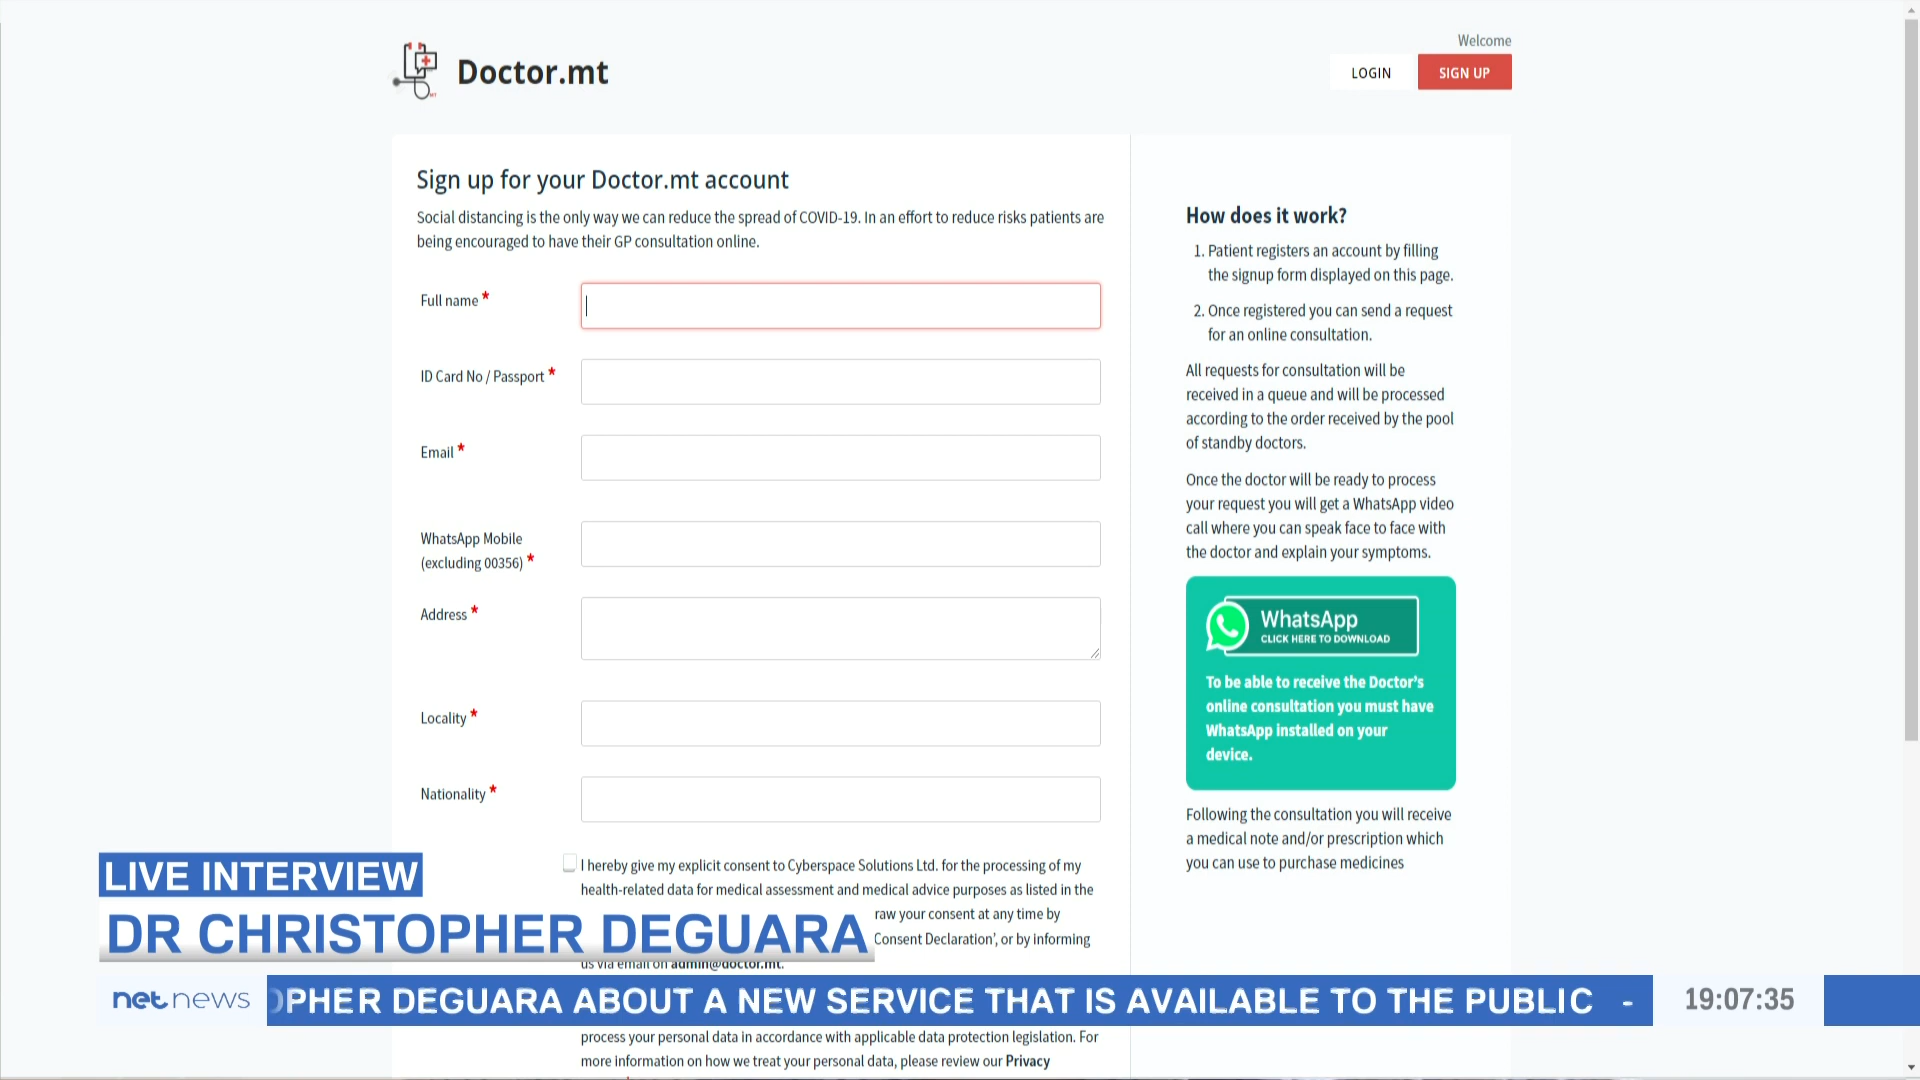 Welcome
Doctor.mt
LOGIN
SIGN UP
Sign up for your Doctor.mt account
Social distancing is the only way we can reduce the spread of COVID-19. In an effort to reduce risks patients are
being encouraged to have their GP consultation online.
Full name *
ID Card No / Passport *
Email *
WhatsApp Mobile
(excluding 00356) *
Address *
Locality *
Nationality *
I hereby give my explicit consent to Cyberspace Solutions Ltd. for the processing of my
health-related data for medical assessment and medical advice purposes as listed in the
raw your consent at any time by
Consent Declaration', or by informing
us via email on admin@doctor.mt.
process your personal data in accordance with applicable data protection legislation. For
more information on how we treat your personal data, please review our Privacy
How does it work?
1. Patient registers an account by filling
the signup form displayed on this page.
2. Once registered you can send a request
for an online consultation.
All requests for consultation will be
received in a queue and will be processed
according to the order received by the pool
of standby doctors.
Once the doctor will be ready to process
your request you will get a WhatsApp video
call where you can speak face to face with
the doctor and explain your symptoms.
WhatsApp
CLICK HERE TO DOWNLOAD
To be able to receive the Doctor's
online consultation you must have
WhatsApp installed on your
device.
Following the consultation you will receive
a medical note and/or prescription which
you can use to purchase medicines
LIVE INTERVIEW
DR CHRISTOPHER DEGUARA
net news
OPHER DEGUARA ABOUT A NEW SERVICE THAT IS AVAILABLE TO THE PUBLIC -
19:07:35